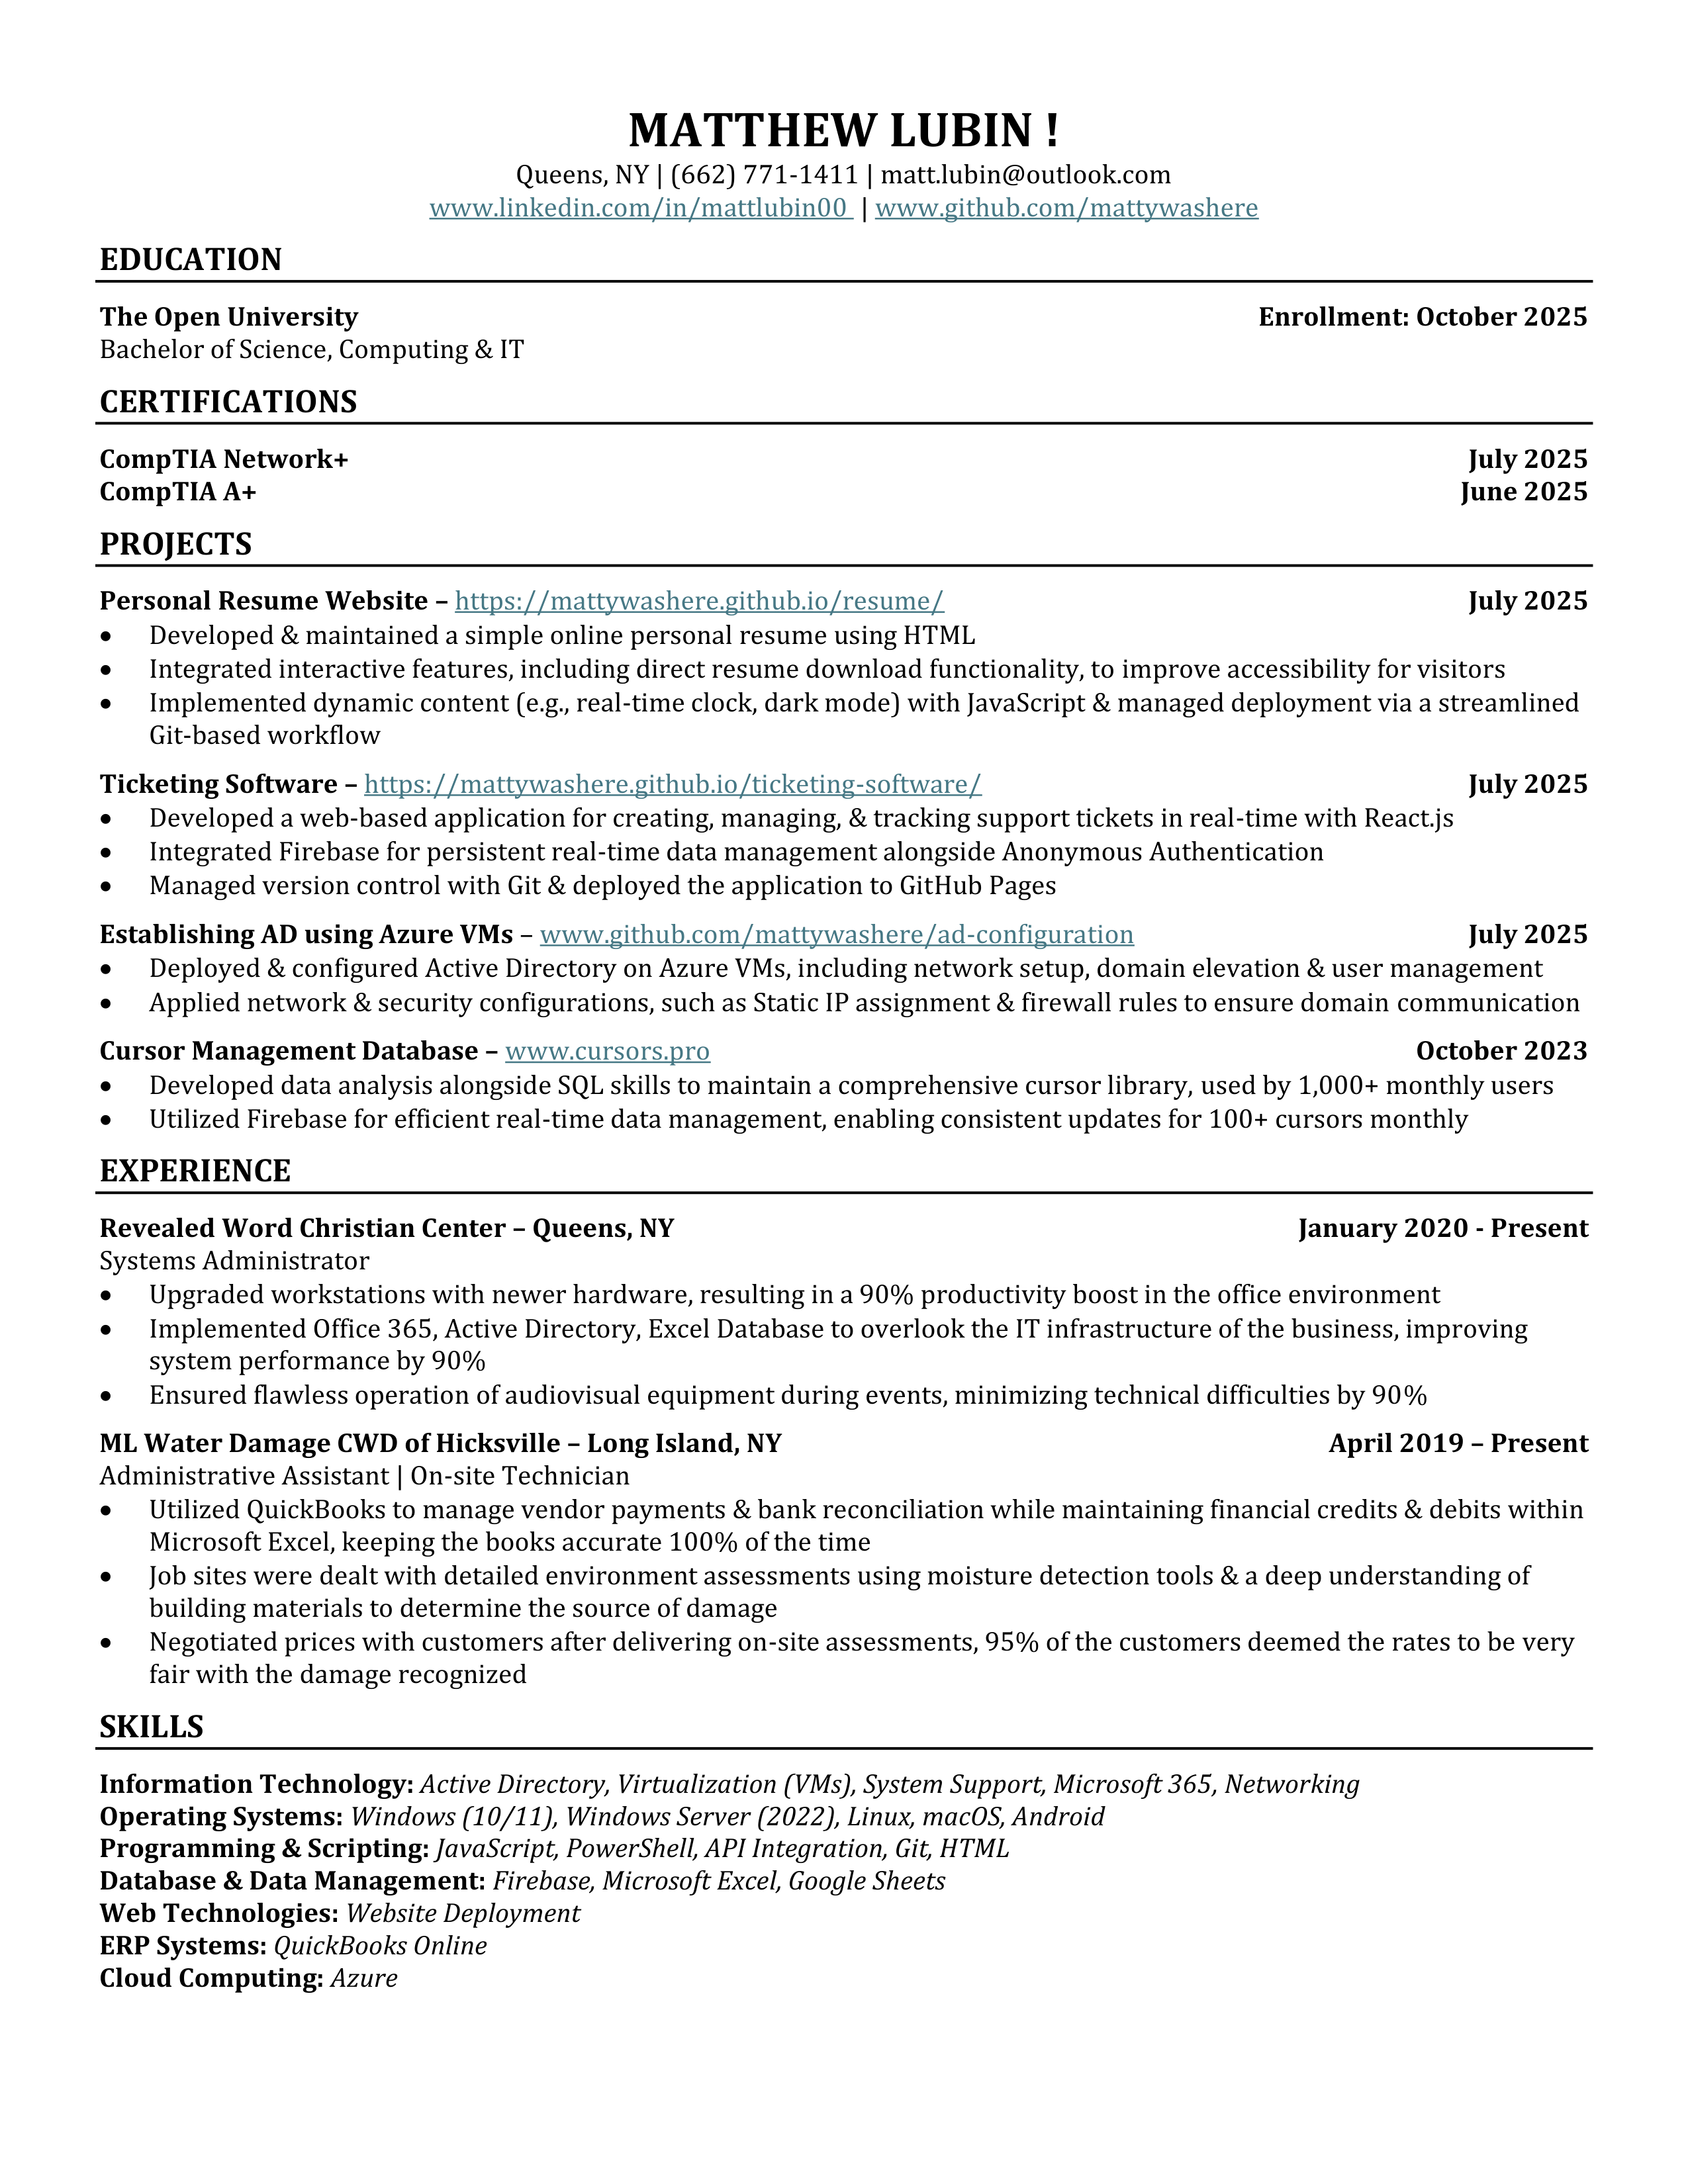 MATTHEW LUBIN !
Queens, NY | (662) 771-1411 | matt.lubin@outlook.com
www.linkedin.com/in/mattlubin00 | www.github.com/mattywashere
EDUCATION
The Open University Enrollment: October 2025
Bachelor of Science, Computing & IT
CERTIFICATIONS
CompTIA Network+ July 2025
CompTIA A+ June 2025
PROJECTS
Personal Resume Website – https://mattywashere.github.io/resume/ July 2025
• Developed & maintained a simple online personal resume using HTML
• Integrated interactive features, including direct resume download functionality, to improve accessibility for visitors
• Implemented dynamic content (e.g., real-time clock, dark mode) with JavaScript & managed deployment via a streamlined
Git-based workflow
Ticketing Software – https://mattywashere.github.io/ticketing-software/ July 2025
• Developed a web-based application for creating, managing, & tracking support tickets in real-time with React.js
• Integrated Firebase for persistent real-time data management alongside Anonymous Authentication
• Managed version control with Git & deployed the application to GitHub Pages
Establishing AD using Azure VMs – www.github.com/mattywashere/ad-configuration July 2025
• Deployed & configured Active Directory on Azure VMs, including network setup, domain elevation & user management
• Applied network & security configurations, such as Static IP assignment & firewall rules to ensure domain communication
Cursor Management Database – www.cursors.pro October 2023
• Developed data analysis alongside SQL skills to maintain a comprehensive cursor library, used by 1,000+ monthly users
• Utilized Firebase for efficient real-time data management, enabling consistent updates for 100+ cursors monthly
EXPERIENCE
Revealed Word Christian Center – Queens, NY January 2020 - Present
Systems Administrator
• Upgraded workstations with newer hardware, resulting in a 90% productivity boost in the office environment
• Implemented Office 365, Active Directory, Excel Database to overlook the IT infrastructure of the business, improving
system performance by 90%
• Ensured flawless operation of audiovisual equipment during events, minimizing technical difficulties by 90%
ML Water Damage CWD of Hicksville – Long Island, NY April 2019 – Present
Administrative Assistant | On-site Technician
• Utilized QuickBooks to manage vendor payments & bank reconciliation while maintaining financial credits & debits within
Microsoft Excel, keeping the books accurate 100% of the time
• Job sites were dealt with detailed environment assessments using moisture detection tools & a deep understanding of
building materials to determine the source of damage
• Negotiated prices with customers after delivering on-site assessments, 95% of the customers deemed the rates to be very
fair with the damage recognized
SKILLS
Information Technology: Active Directory, Virtualization (VMs), System Support, Microsoft 365, Networking
Operating Systems: Windows (10/11), Windows Server (2022), Linux, macOS, Android
Programming & Scripting: JavaScript, PowerShell, API Integration, Git, HTML
Database & Data Management: Firebase, Microsoft Excel, Google Sheets
Web Technologies: Website Deployment
ERP Systems: QuickBooks Online
Cloud Computing: Azure